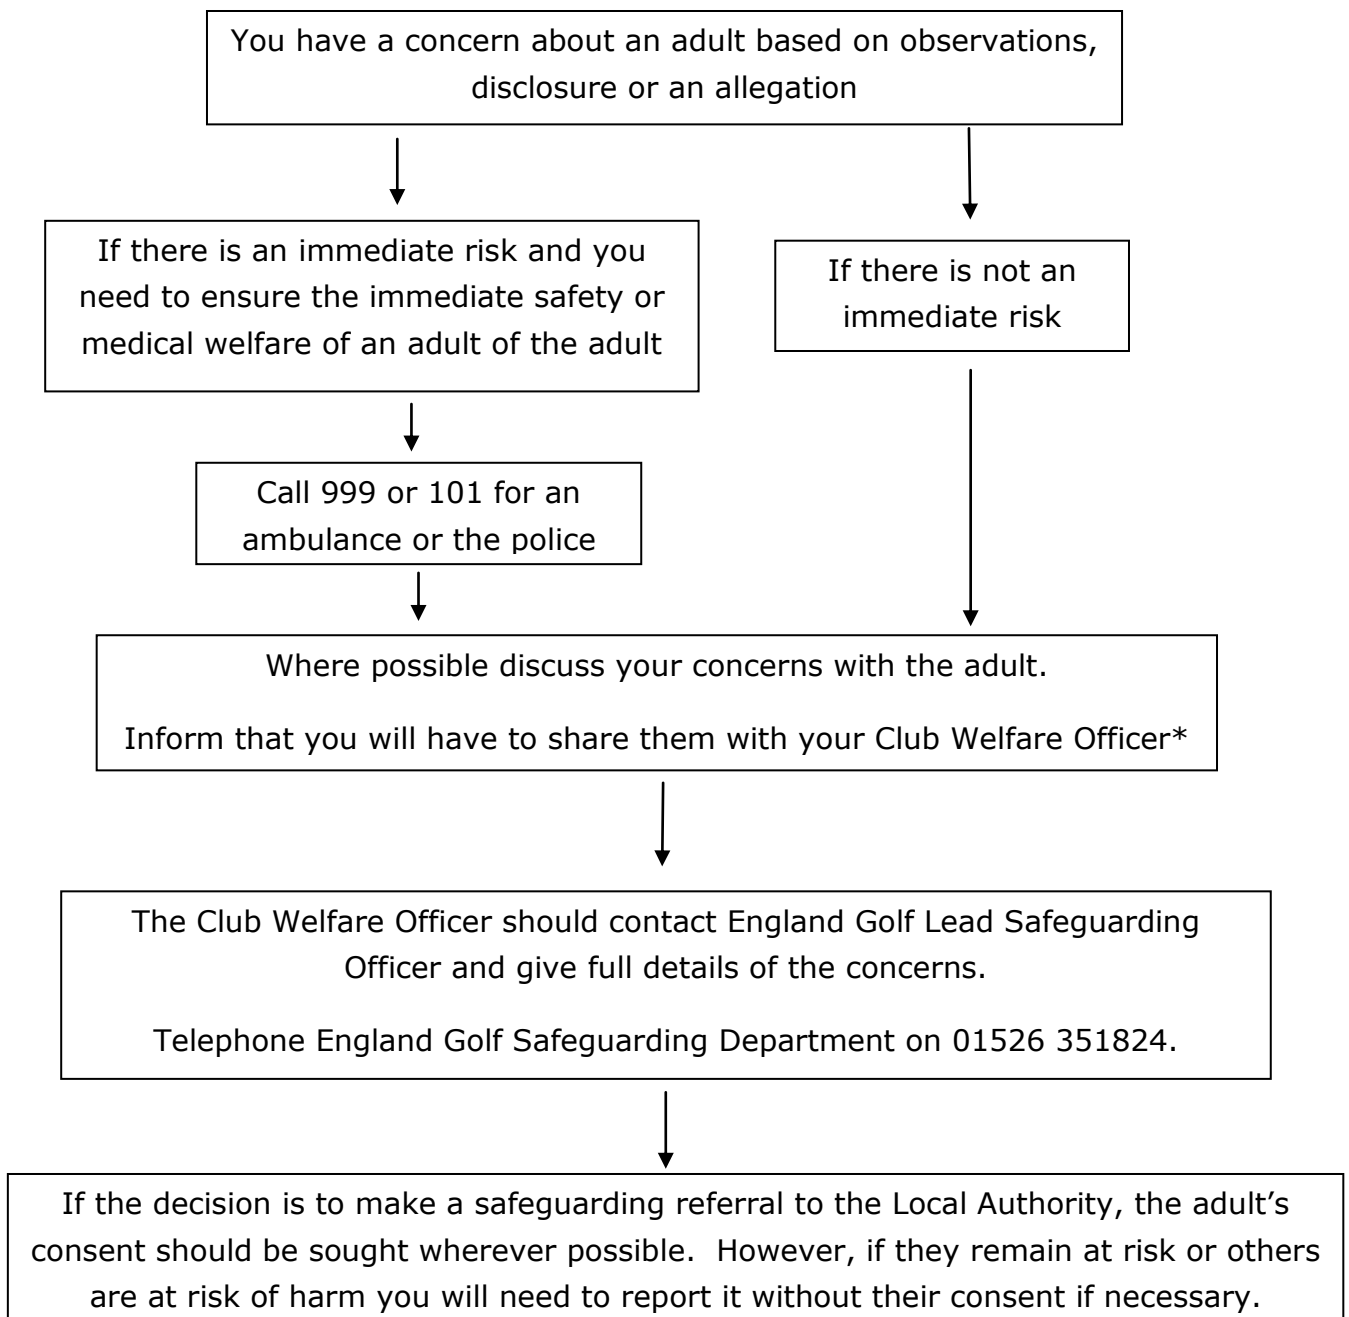 You have a concern about an adult based on observations,
disclosure or an allegation
If there is an immediate risk and you
need to ensure the immediate safety or
medical welfare of an adult of the adult
If there is not an
immediate risk
Call 999 or 101 for an
ambulance or the police
Where possible discuss your concerns with the adult.
Inform that you will have to share them with your Club Welfare Officer*
The Club Welfare Officer should contact England Golf Lead Safeguarding
Officer and give full details of the concerns.
Telephone England Golf Safeguarding Department on 01526 351824.
If the decision is to make a safeguarding referral to the Local Authority, the adult’s
consent should be sought wherever possible.  However, if they remain at risk or others
are at risk of harm you will need to report it without their consent if necessary.